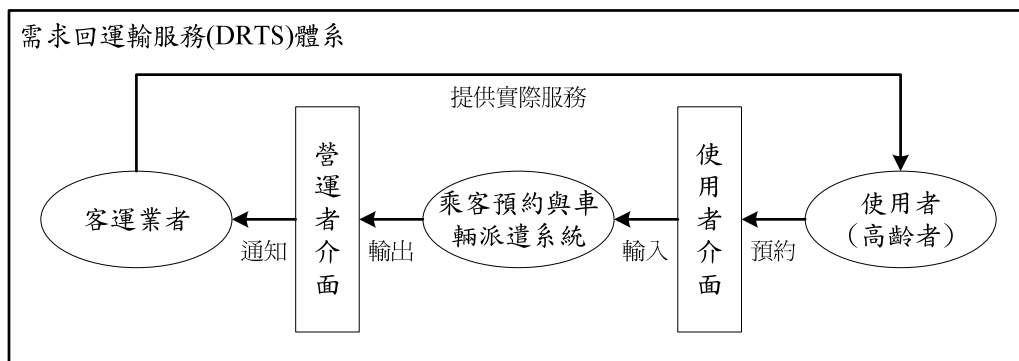 需求回運輸服務(DRTS)體系
提供實際服務
客運業者
通知
營運者介面
輸出
乘客預約與車
輛派遣系統
輸入
使用者介面
預約
使用者
（高齡者）